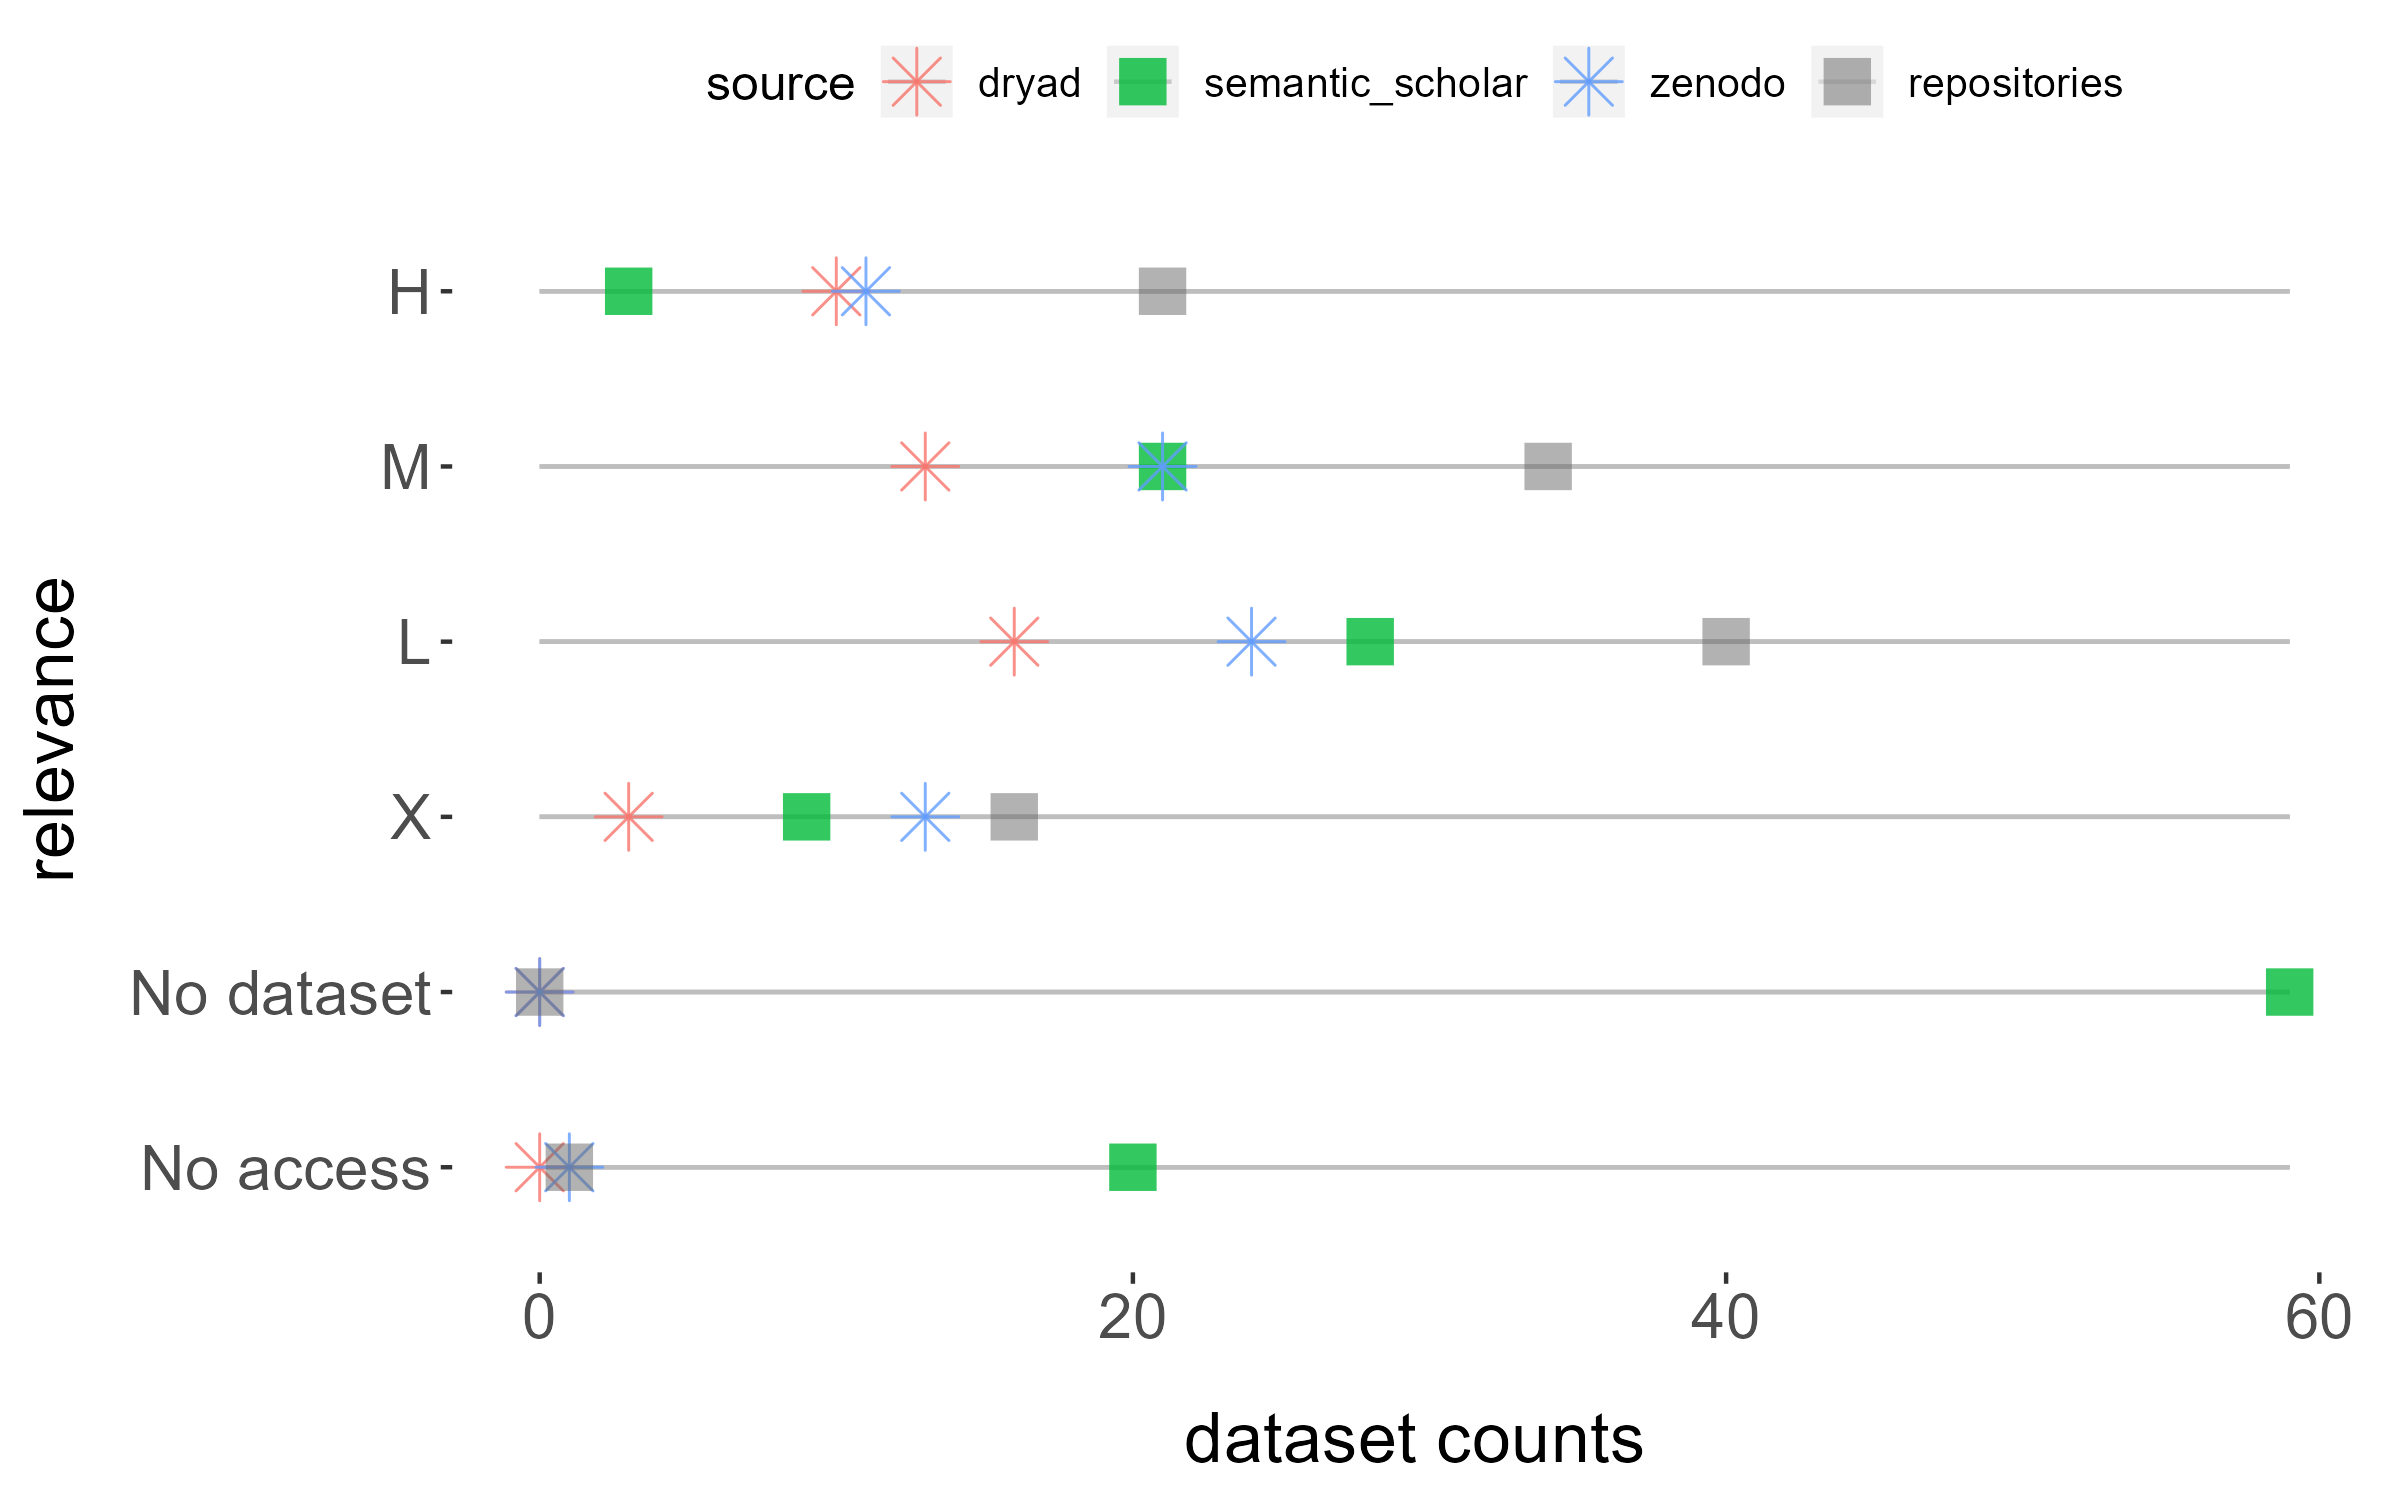 source dryad semantic_scholar zenodo repositories
relevance
H
M
L
X
No dataset
No access
0 20 40 60
dataset counts